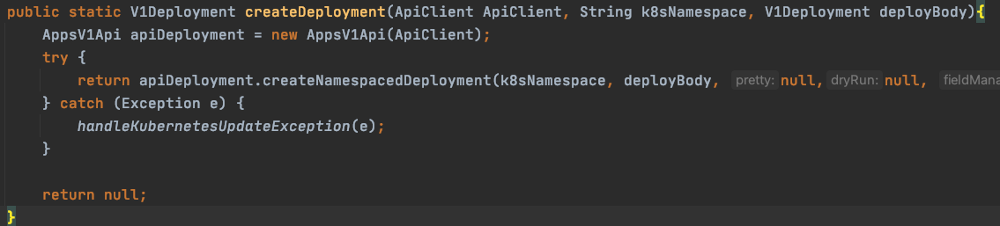 public static V1Deployment createDeployment(ApiClient ApiClient, String k8sNamespace, V1Deployment deployBody){
AppsV1Api apiDeployment = new AppsV1Api(ApiClient);
try {
return apiDeployment.createNamespacedDeployment(k8sNamespace, deployBody, pretty: null, dryRun: null, fieldMana
} catch (Exception e) {
handleKubernetesUpdateException(e);
}
return null;
}